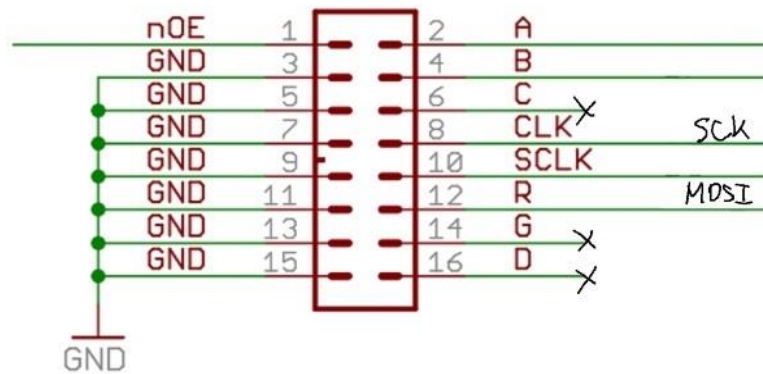 nOE 1 2 A
GND 3 4 B
GND 5 6 C
GND 7 8 CLK SCK
GND 9 10 SCLK
GND 11 12 R MOSI
GND 13 14 G
GND 15 16 D
GND